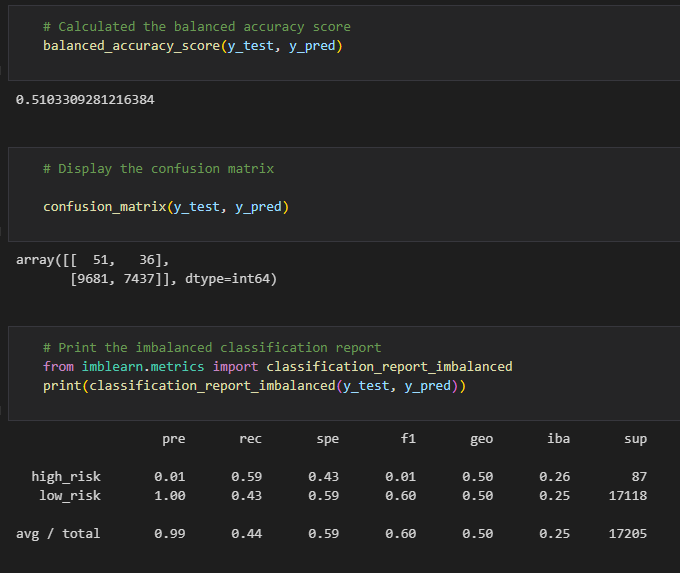 # Calculated the balanced accuracy score
balanced_accuracy_score(y_test, y_pred)
0.5103309281216384
# Display the confusion matrix
confusion_matrix(y_test, y_pred)
array([[  51,   36],
       [9681, 7437]], dtype=int64)
# Print the imbalanced classification report
from imblearn.metrics import classification_report_imbalanced
print(classification_report_imbalanced(y_test, y_pred))
                   pre       rec       spe        f1       geo       iba       sup
  high_risk       0.01      0.59      0.43      0.01      0.50      0.26        87
   low_risk       1.00      0.43      0.59      0.60      0.50      0.25     17118
avg / total       0.99      0.44      0.59      0.60      0.50      0.25     17205